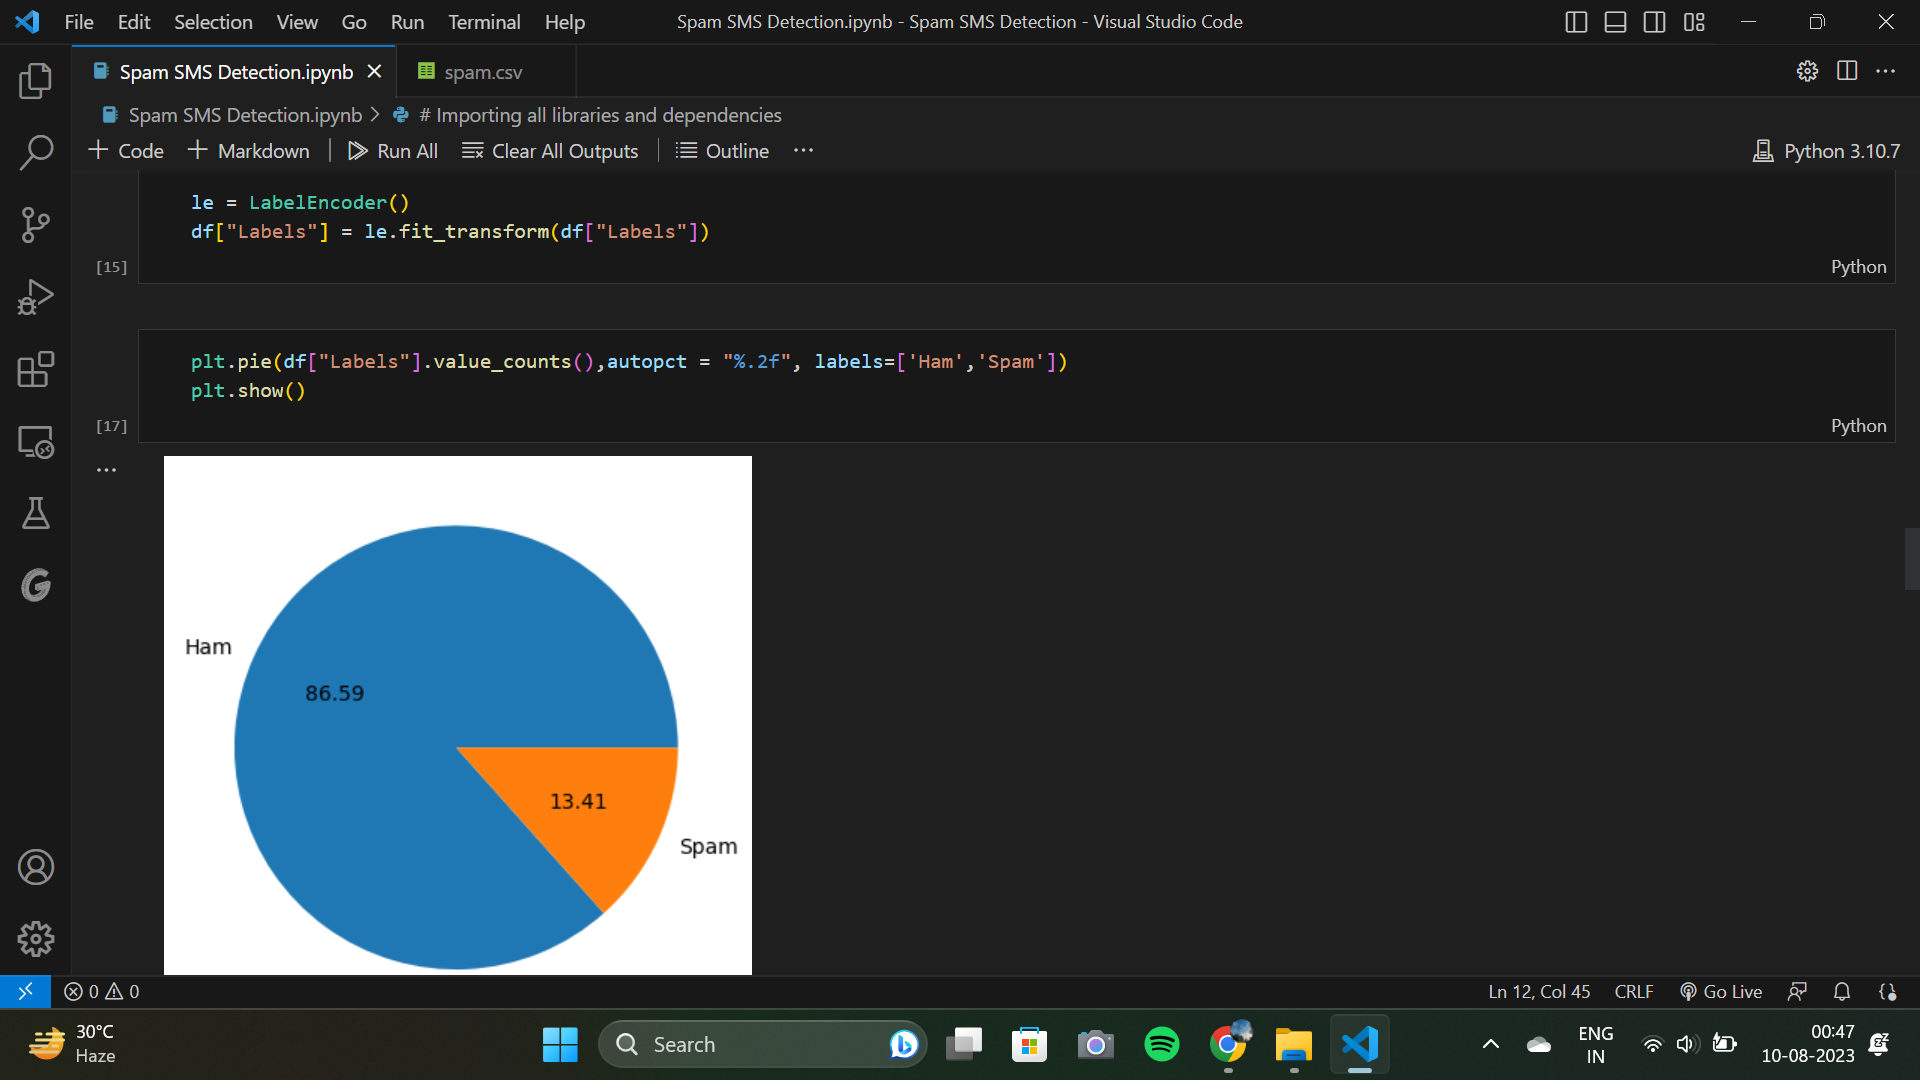 File Edit Selection View Go Run Terminal Help
Spam SMS Detection.ipynb - Spam SMS Detection - Visual Studio Code
Spam SMS Detection.ipynb
spam.csv
Spam SMS Detection.ipynb > # Importing all libraries and dependencies
+ Code + Markdown | Run All Clear All Outputs | Outline ...
Python 3.10.7
le = LabelEncoder()
df["Labels"] = le.fit_transform(df["Labels"])
[15]
Python
plt.pie(df["Labels"].value_counts(),autopct = "%.2f", labels=['Ham','Spam'])
plt.show()
[17]
Python
Ham
86.59
13.41
Spam
0 0
Ln 12, Col 45 CRLF Go Live
30°C
Haze
Search
ENG
IN
00:47
10-08-2023